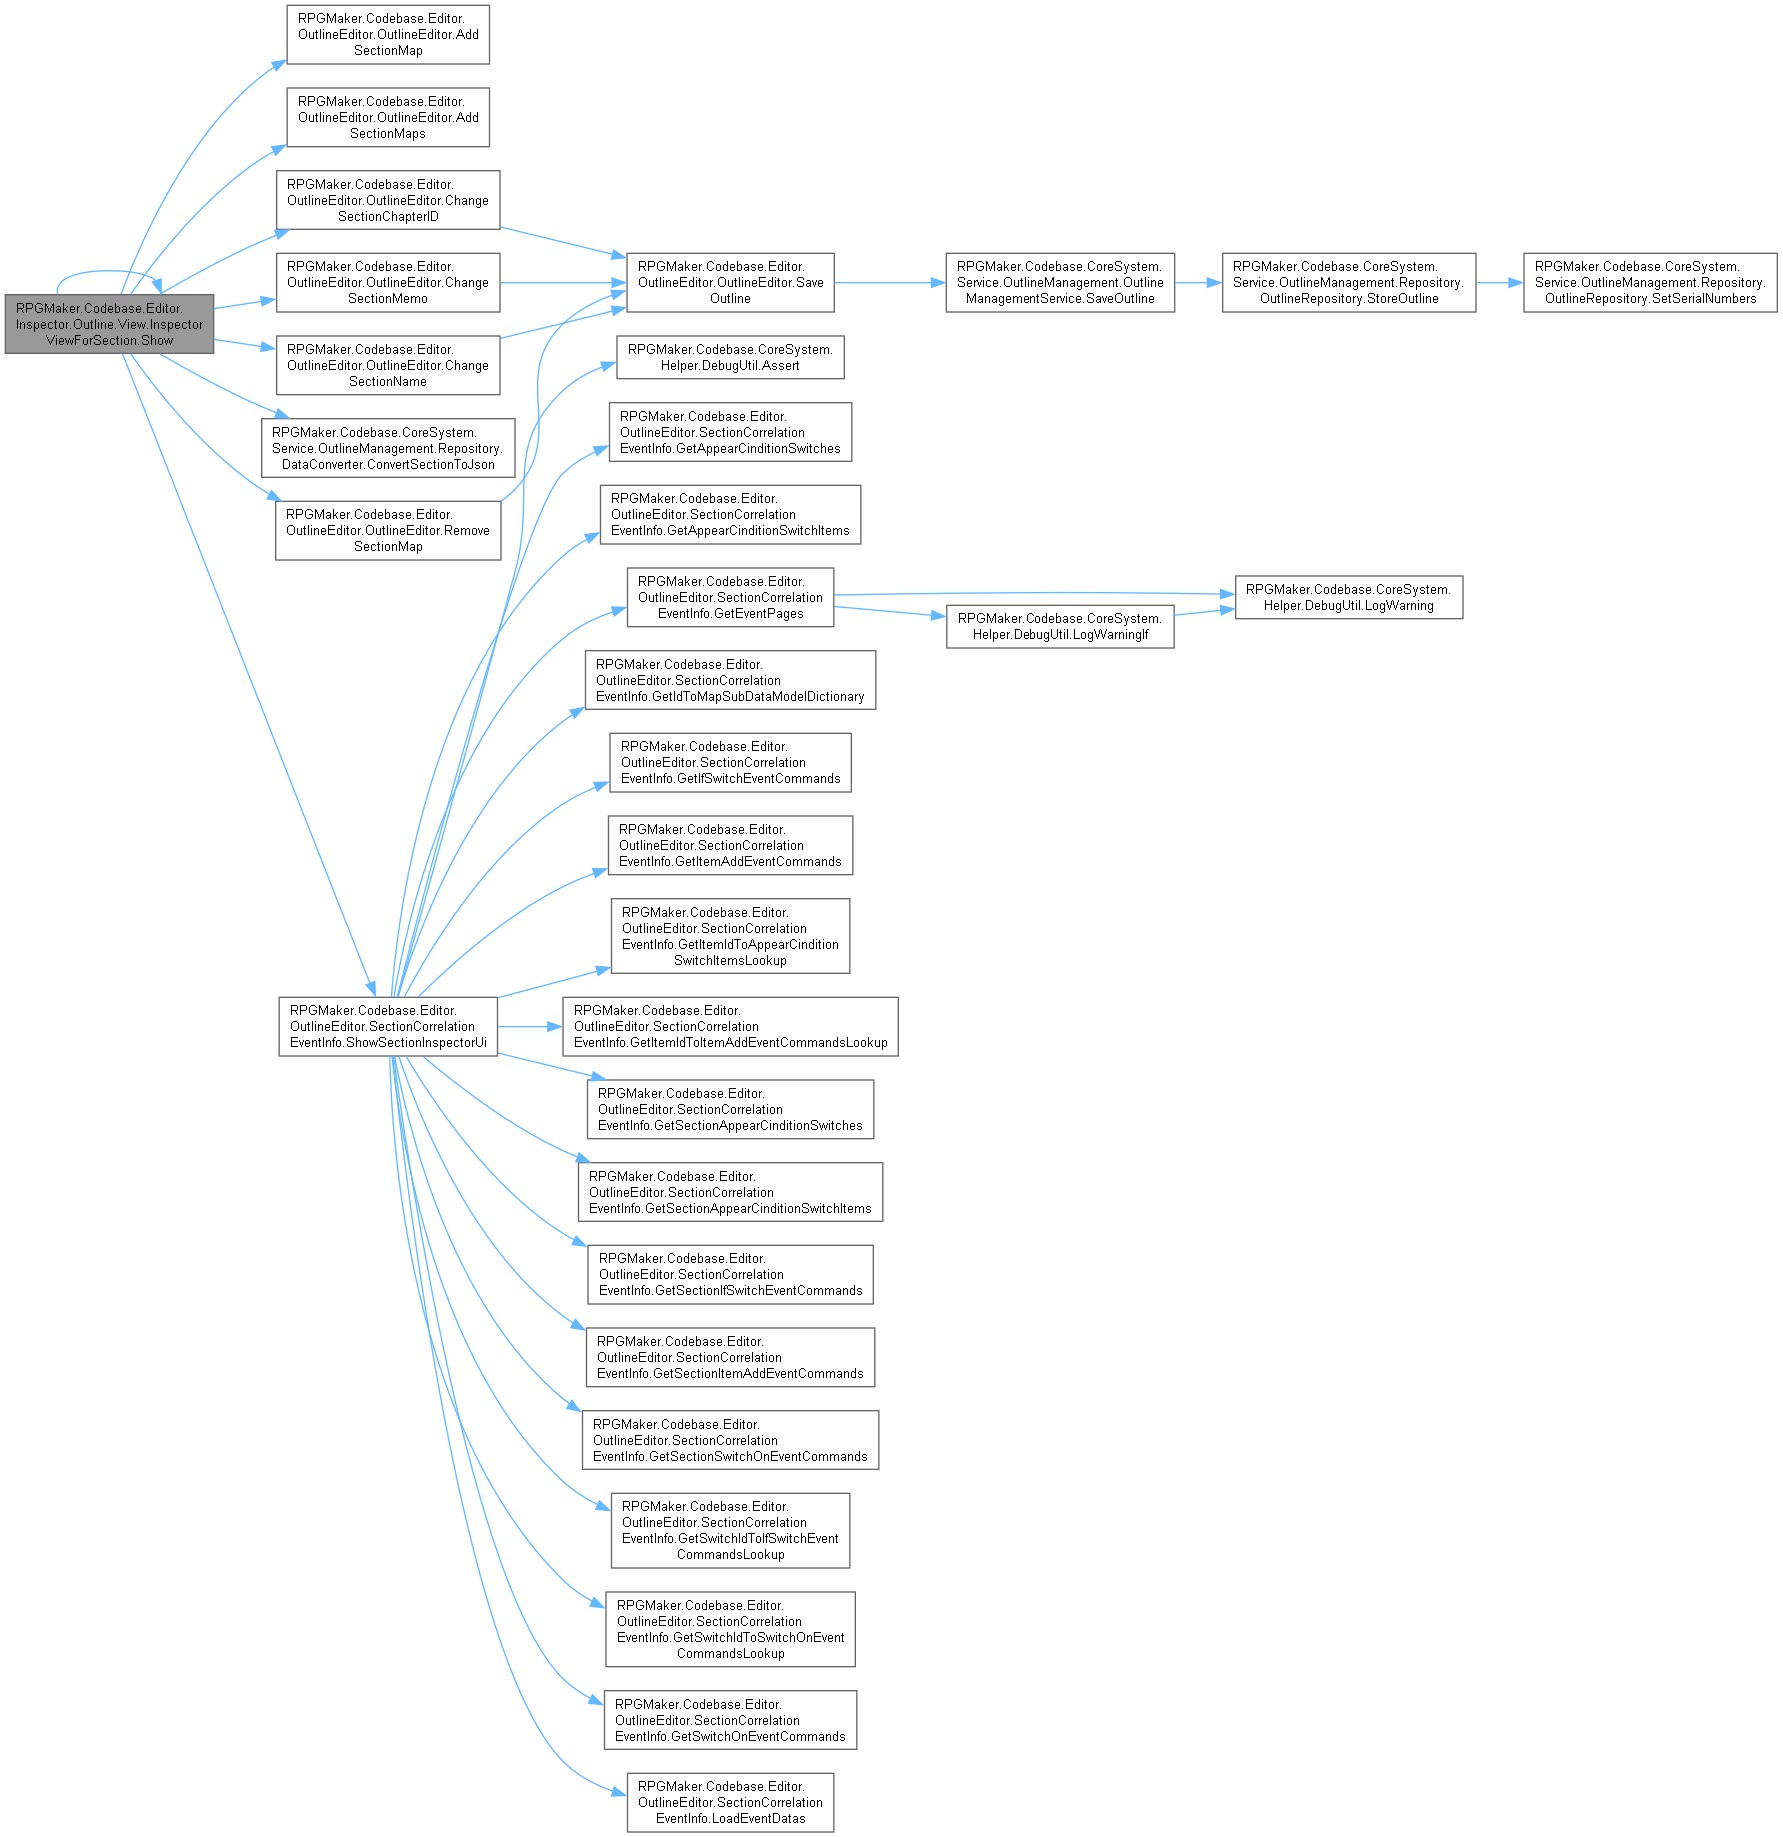 RPGMaker.Codebase.Editor.
Inspector.Outline.View.Inspector
ViewForSection.Show
RPGMaker.Codebase.Editor.
OutlineEditor.OutlineEditor.Add
SectionMap
RPGMaker.Codebase.Editor.
OutlineEditor.OutlineEditor.Add
SectionMaps
RPGMaker.Codebase.Editor.
OutlineEditor.OutlineEditor.Change
SectionChapterID
RPGMaker.Codebase.Editor.
OutlineEditor.OutlineEditor.Change
SectionMemo
RPGMaker.Codebase.Editor.
OutlineEditor.OutlineEditor.Change
SectionName
RPGMaker.Codebase.CoreSystem.
Service.OutlineManagement.Repository.
DataConverter.ConvertSectionToJson
RPGMaker.Codebase.Editor.
OutlineEditor.OutlineEditor.Remove
SectionMap
RPGMaker.Codebase.Editor.
OutlineEditor.SectionCorrelation
EventInfo.ShowSectionInspectorUi
RPGMaker.Codebase.Editor.
OutlineEditor.OutlineEditor.Save
Outline
RPGMaker.Codebase.CoreSystem.
Service.OutlineManagement.Outline
ManagementService.SaveOutline
RPGMaker.Codebase.CoreSystem.
Service.OutlineManagement.Repository.
OutlineRepository.StoreOutline
RPGMaker.Codebase.CoreSystem.
Service.OutlineManagement.Repository.
OutlineRepository.SetSerialNumbers
RPGMaker.Codebase.CoreSystem.
Helper.DebugUtil.Assert
RPGMaker.Codebase.Editor.
OutlineEditor.SectionCorrelation
EventInfo.GetAppearCinditionSwitches
RPGMaker.Codebase.Editor.
OutlineEditor.SectionCorrelation
EventInfo.GetAppearCinditionSwitchItems
RPGMaker.Codebase.Editor.
OutlineEditor.SectionCorrelation
EventInfo.GetEventPages
RPGMaker.Codebase.CoreSystem.
Helper.DebugUtil.LogWarningIf
RPGMaker.Codebase.CoreSystem.
Helper.DebugUtil.LogWarning
RPGMaker.Codebase.Editor.
OutlineEditor.SectionCorrelation
EventInfo.GetIdToMapSubDataModelDictionary
RPGMaker.Codebase.Editor.
OutlineEditor.SectionCorrelation
EventInfo.GetIfSwitchEventCommands
RPGMaker.Codebase.Editor.
OutlineEditor.SectionCorrelation
EventInfo.GetItemAddEventCommands
RPGMaker.Codebase.Editor.
OutlineEditor.SectionCorrelation
EventInfo.GetItemIdToAppearCindition
SwitchItemsLookup
RPGMaker.Codebase.Editor.
OutlineEditor.SectionCorrelation
EventInfo.GetItemIdToItemAddEventCommandsLookup
RPGMaker.Codebase.Editor.
OutlineEditor.SectionCorrelation
EventInfo.GetSectionAppearCinditionSwitches
RPGMaker.Codebase.Editor.
OutlineEditor.SectionCorrelation
EventInfo.GetSectionAppearCinditionSwitchItems
RPGMaker.Codebase.Editor.
OutlineEditor.SectionCorrelation
EventInfo.GetSectionIfSwitchEventCommands
RPGMaker.Codebase.Editor.
OutlineEditor.SectionCorrelation
EventInfo.GetSectionItemAddEventCommands
RPGMaker.Codebase.Editor.
OutlineEditor.SectionCorrelation
EventInfo.GetSectionSwitchOnEventCommands
RPGMaker.Codebase.Editor.
OutlineEditor.SectionCorrelation
EventInfo.GetSwitchIdToIfSwitchEvent
CommandsLookup
RPGMaker.Codebase.Editor.
OutlineEditor.SectionCorrelation
EventInfo.GetSwitchIdToSwitchOnEvent
CommandsLookup
RPGMaker.Codebase.Editor.
OutlineEditor.SectionCorrelation
EventInfo.GetSwitchOnEventCommands
RPGMaker.Codebase.Editor.
OutlineEditor.SectionCorrelation
EventInfo.LoadEventDatas